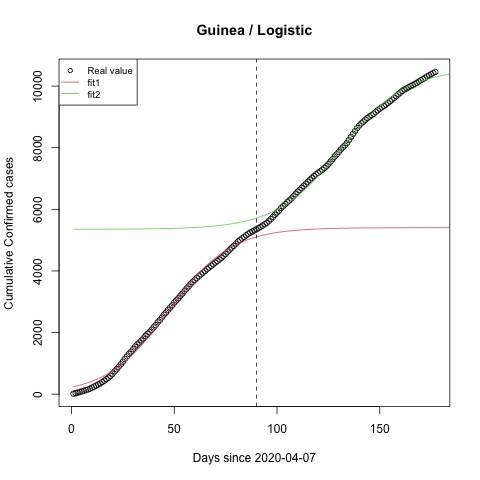 Guinea / Logistic
Real value
fit1
fit2
Cumulative Confirmed cases
10000
8000
6000
4000
2000
0
0 50 100 150
Days since 2020-04-07